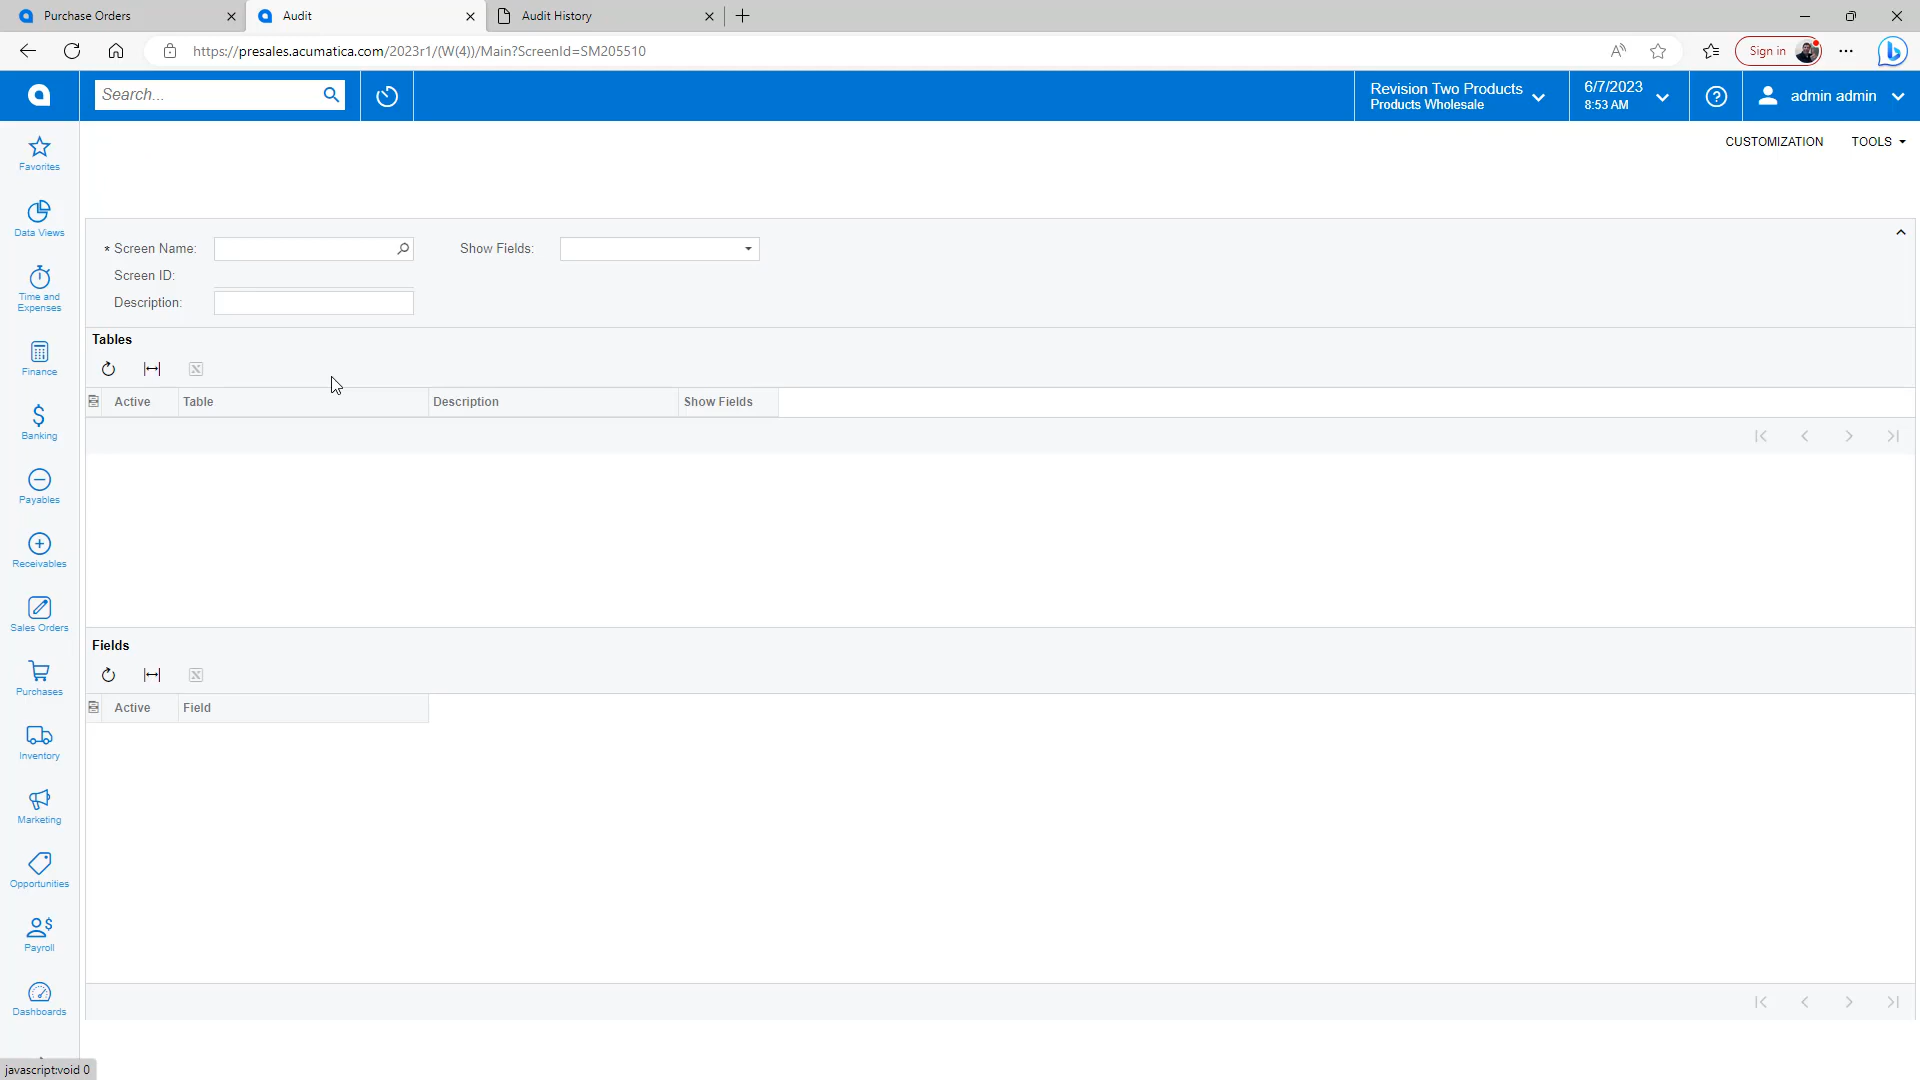 Purchase Orders
Audit
Audit History
https://presales.acumatica.com/2023r1/(W(4))/Main?ScreenId=SM205510
Sign in
Search...
Revision Two Products
Products Wholesale
6/7/2023
8:53 AM
admin admin
Favorites
Data Views
Time and
Expenses
Finance
Banking
Payables
Receivables
Sales Orders
Purchases
Inventory
Marketing
Opportunities
Payroll
Dashboards
CUSTOMIZATION
TOOLS
* Screen Name:
Show Fields:
Screen ID:
Description:
Tables
Active
Table
Description
Show Fields
Fields
Active
Field
javascript:void 0